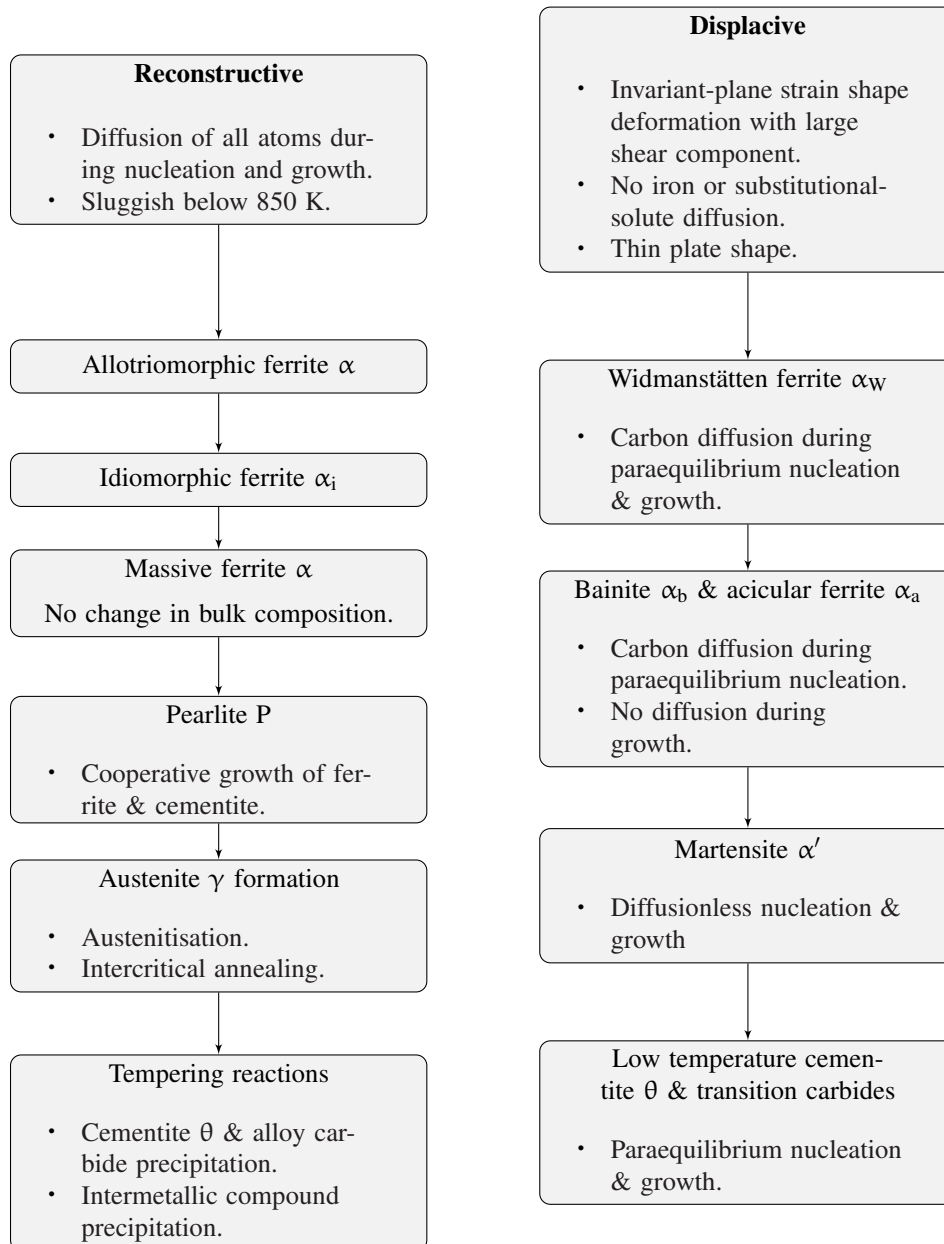 Reconstructive
· Diffusion of all atoms dur-
ing nucleation and growth.
· Sluggish below 850 K.
Allotriomorphic ferrite α
Idiomorphic ferrite αi
Massive ferrite α
No change in bulk composition.
Pearlite P
· Cooperative growth of fer-
rite & cementite.
Austenite γ formation
· Austenitisation.
· Intercritical annealing.
Tempering reactions
· Cementite θ & alloy car-
bide precipitation.
· Intermetallic compound
precipitation.
Displacive
· Invariant-plane strain shape
deformation with large
shear component.
· No iron or substitutional-
solute diffusion.
· Thin plate shape.
Widmanstätten ferrite αW
· Carbon diffusion during
paraequilibrium nucleation
& growth.
Bainite αb & acicular ferrite αa
· Carbon diffusion during
paraequilibrium nucleation.
· No diffusion during
growth.
Martensite α′
· Diffusionless nucleation &
growth
Low temperature cemen-
tite θ & transition carbides
· Paraequilibrium nucleation
& growth.